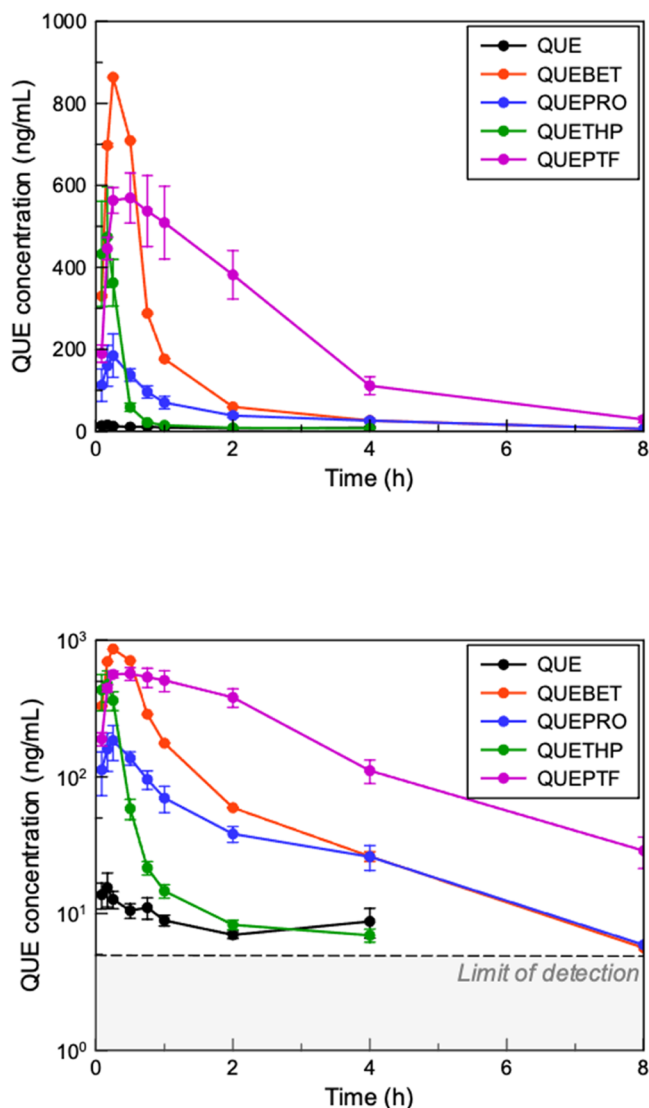 1000
800
600
400
200
0
QUE concentration (ng/mL)
QUE
QUEBET
QUEPRO
QUETHP
QUEPTF
0 2 4 6 8
Time (h)
10³
10²
10¹
10⁰
QUE concentration (ng/mL)
QUE
QUEBET
QUEPRO
QUETHP
QUEPTF
Limit of detection
0 2 4 6 8
Time (h)